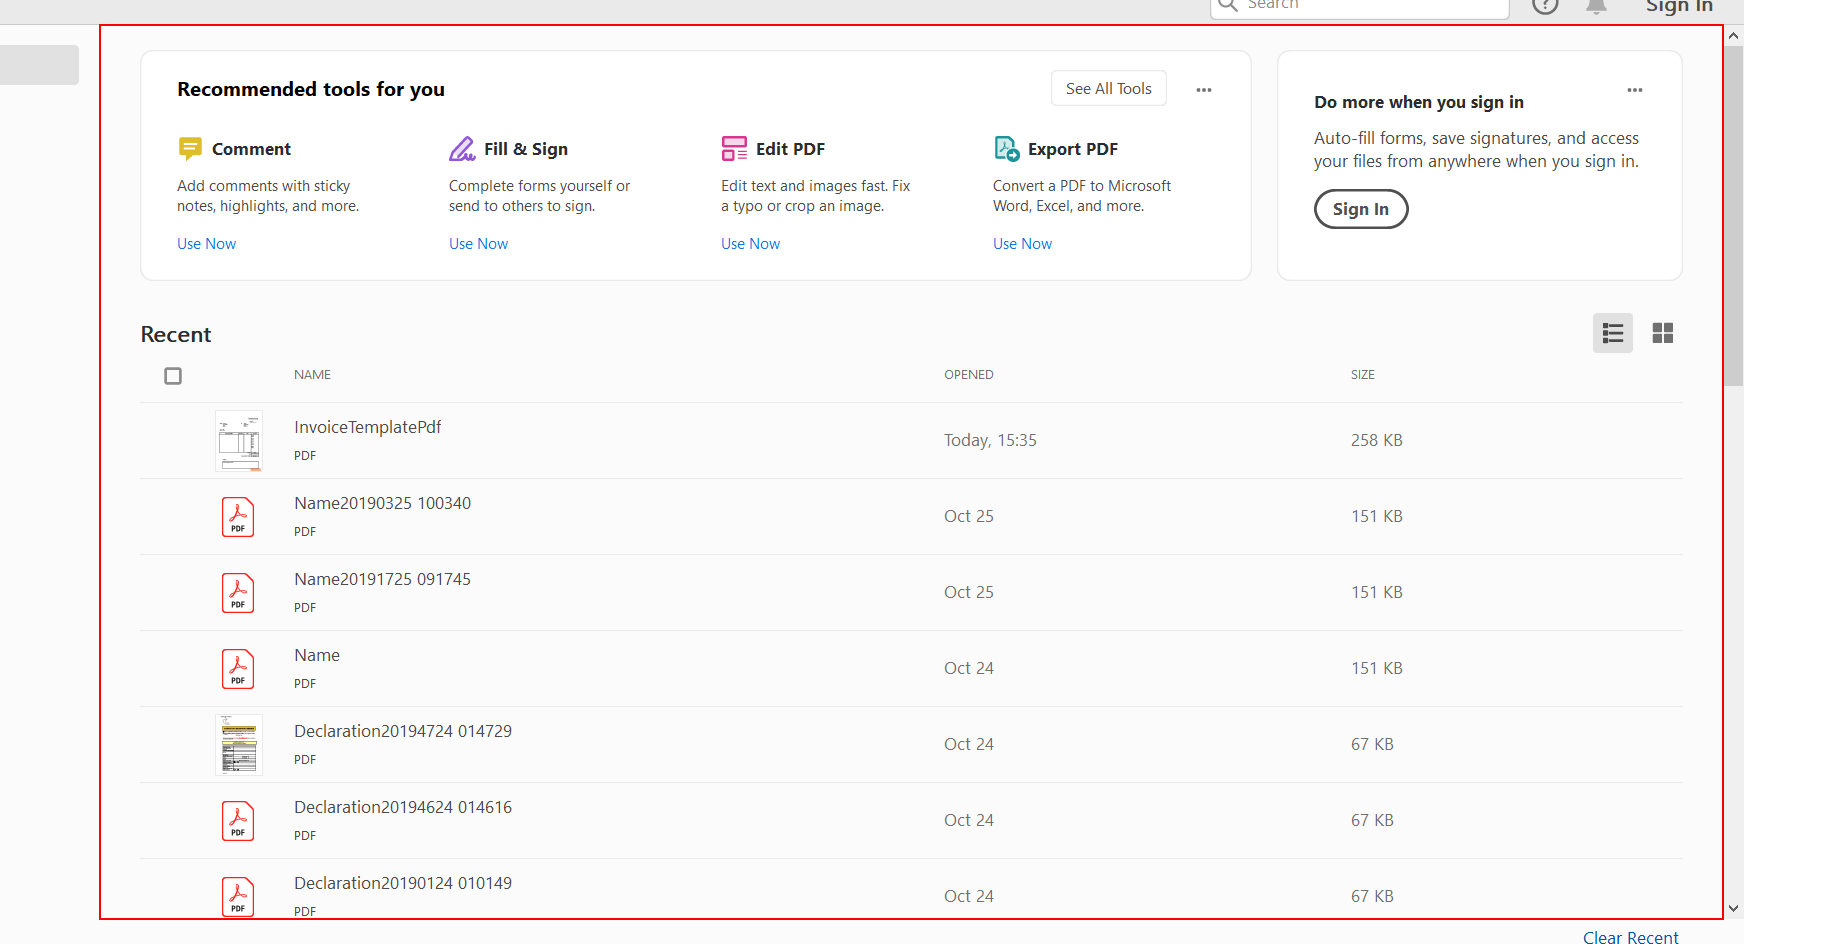 Search
Sign In
Recommended tools for you
See All Tools
Comment
Add comments with sticky
notes, highlights, and more.
Use Now
Fill & Sign
Complete forms yourself or
send to others to sign.
Use Now
Edit PDF
Edit text and images fast. Fix
a typo or crop an image.
Use Now
Export PDF
Convert a PDF to Microsoft
Word, Excel, and more.
Use Now
Do more when you sign in
Auto-fill forms, save signatures, and access
your files from anywhere when you sign in.
Sign In
Recent
NAME OPENED SIZE
InvoiceTemplatePdf
PDF
Today, 15:35
258 KB
PDF
Name20190325 100340
PDF
Oct 25
151 KB
PDF
Name20191725 091745
PDF
Oct 25
151 KB
PDF
Name
PDF
Oct 24
151 KB
Declaration20194724 014729
PDF
Oct 24
67 KB
PDF
Declaration20194624 014616
PDF
Oct 24
67 KB
PDF
Declaration20190124 010149
PDF
Oct 24
67 KB
Clear Recent